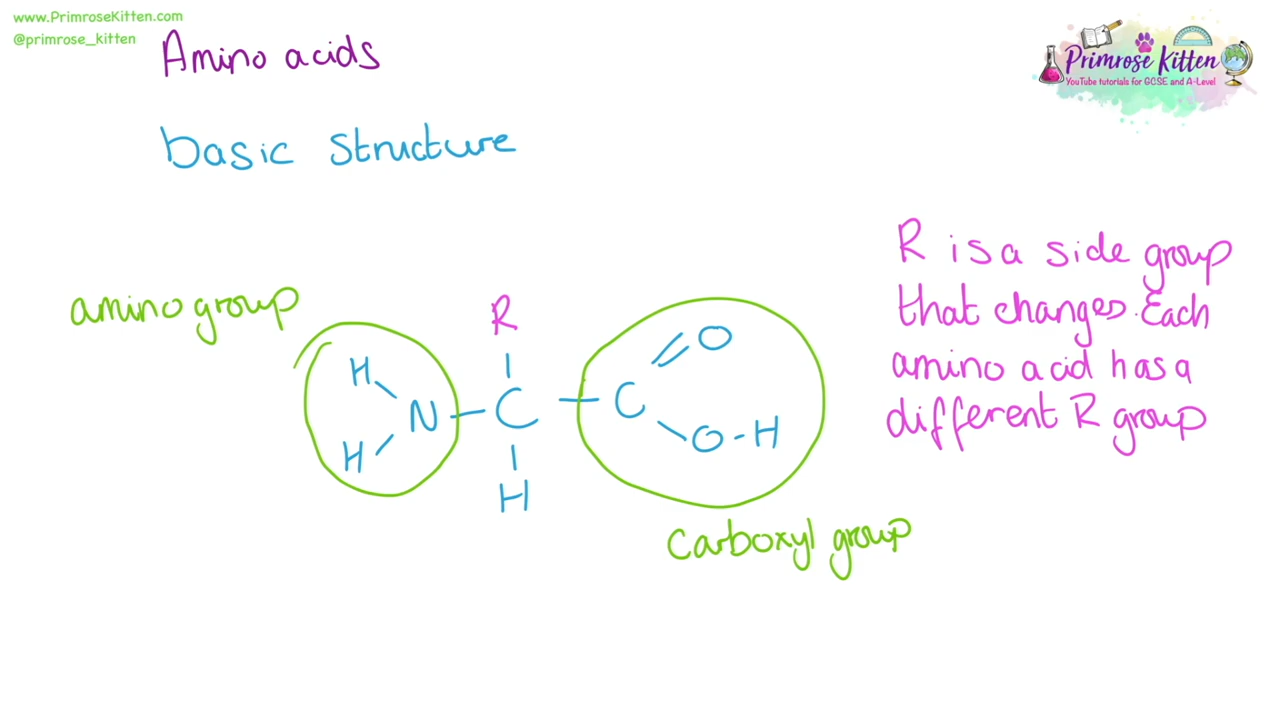 www.PrimroseKitten.com
@primrose_kitten
Amino acids
Primrose Kitten
YouTube tutorials for GCSE and A-Level
basic structure
R is a side group
that changes. Each
amino acid has a
different R group
amino group
R
O
H
N
C
C
H
O-H
H
Carboxyl group